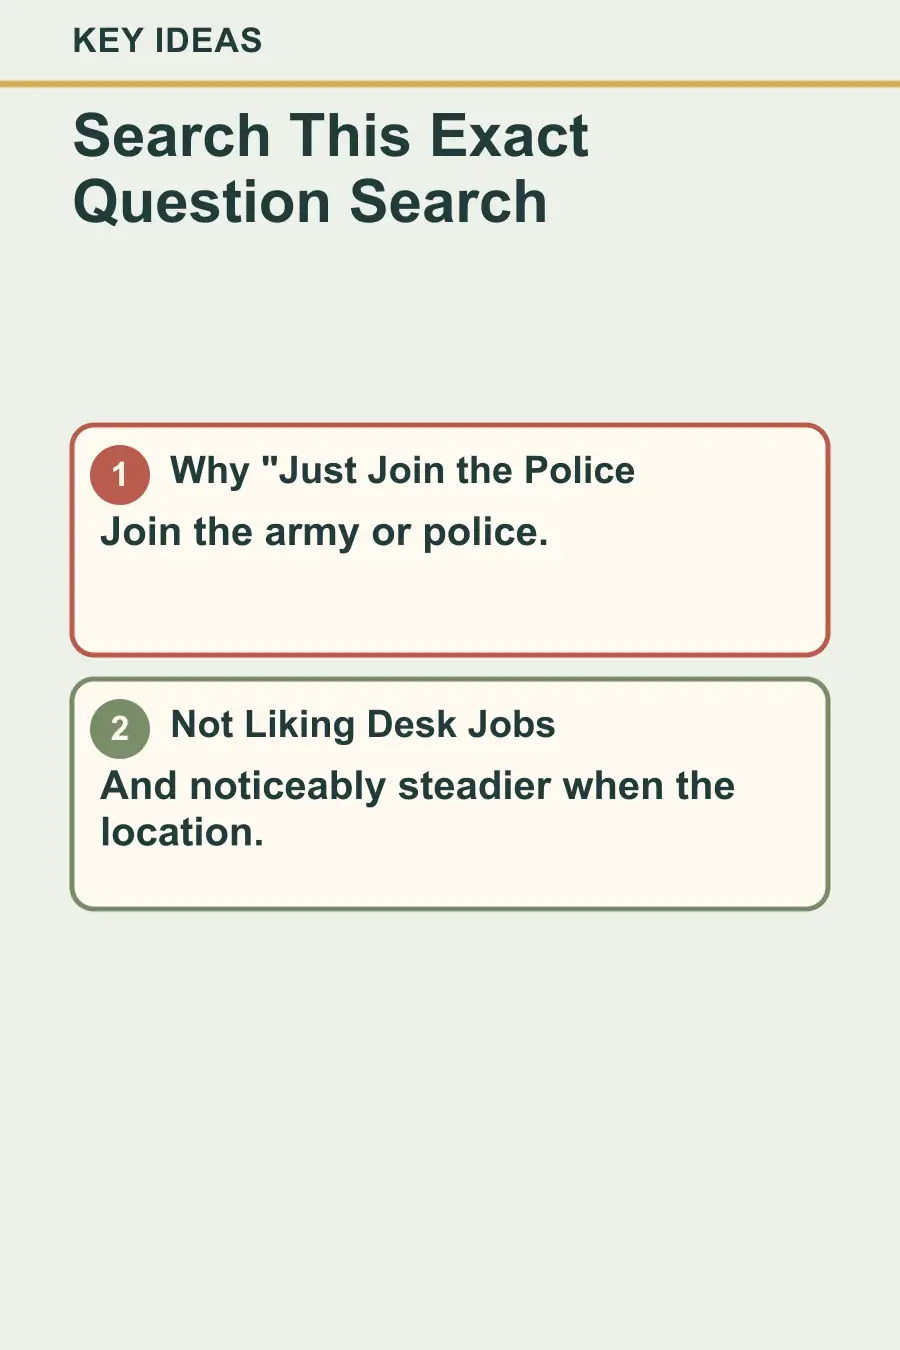 KEY IDEAS
Search This Exact
Question Search
1 Why "Just Join the Police
Join the army or police.
2 Not Liking Desk Jobs
And noticeably steadier when the
location.